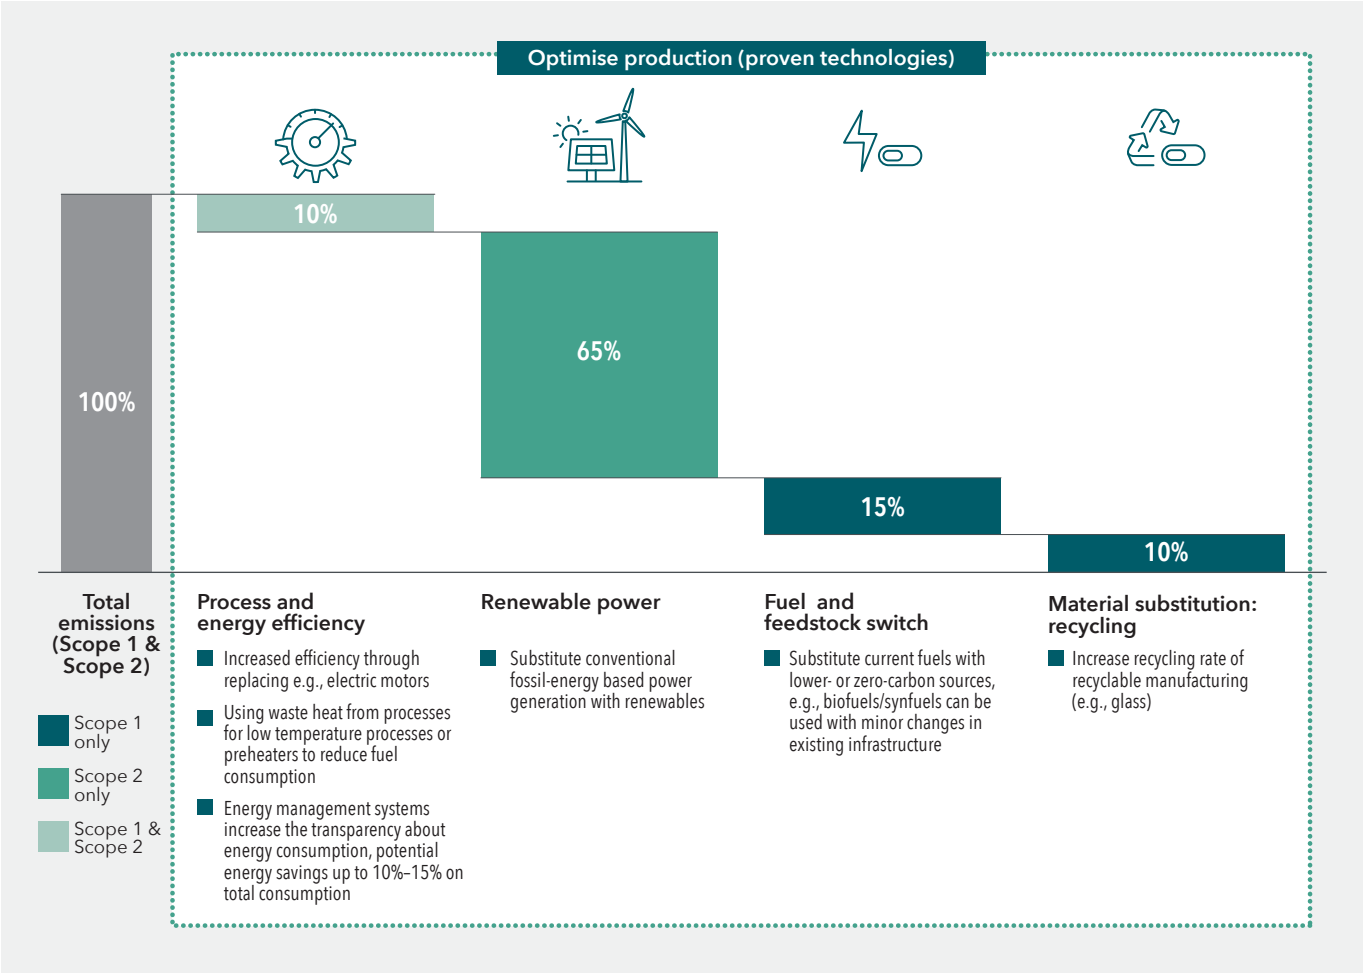 Optimise production (proven technologies)
100%
10%
65%
15%
10%
Total
emissions
(Scope 1 &
Scope 2)
Scope 1
only
Scope 2
only
Scope 1 &
Scope 2
Process and
energy efficiency
Increased efficiency through
replacing e.g., electric motors
Using waste heat from processes
for low temperature processes or
preheaters to reduce fuel
consumption
Energy management systems
increase the transparency about
energy consumption, potential
energy savings up to 10%–15% on
total consumption
Renewable power
Substitute conventional
fossil-energy based power
generation with renewables
Fuel and
feedstock switch
Substitute current fuels with
lower- or zero-carbon sources,
e.g., biofuels/synfuels can be
used with minor changes in
existing infrastructure
Material substitution:
recycling
Increase recycling rate of
recyclable manufacturing
(e.g., glass)